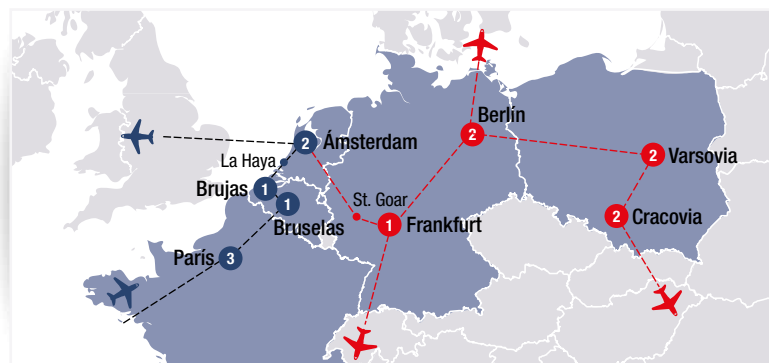 Berlín
2
2
Ámsterdam
2
Varsovia
La Haya
Brujas
1
1
Bruselas
St. Goar
1
Frankfurt
2
Cracovia
París
3